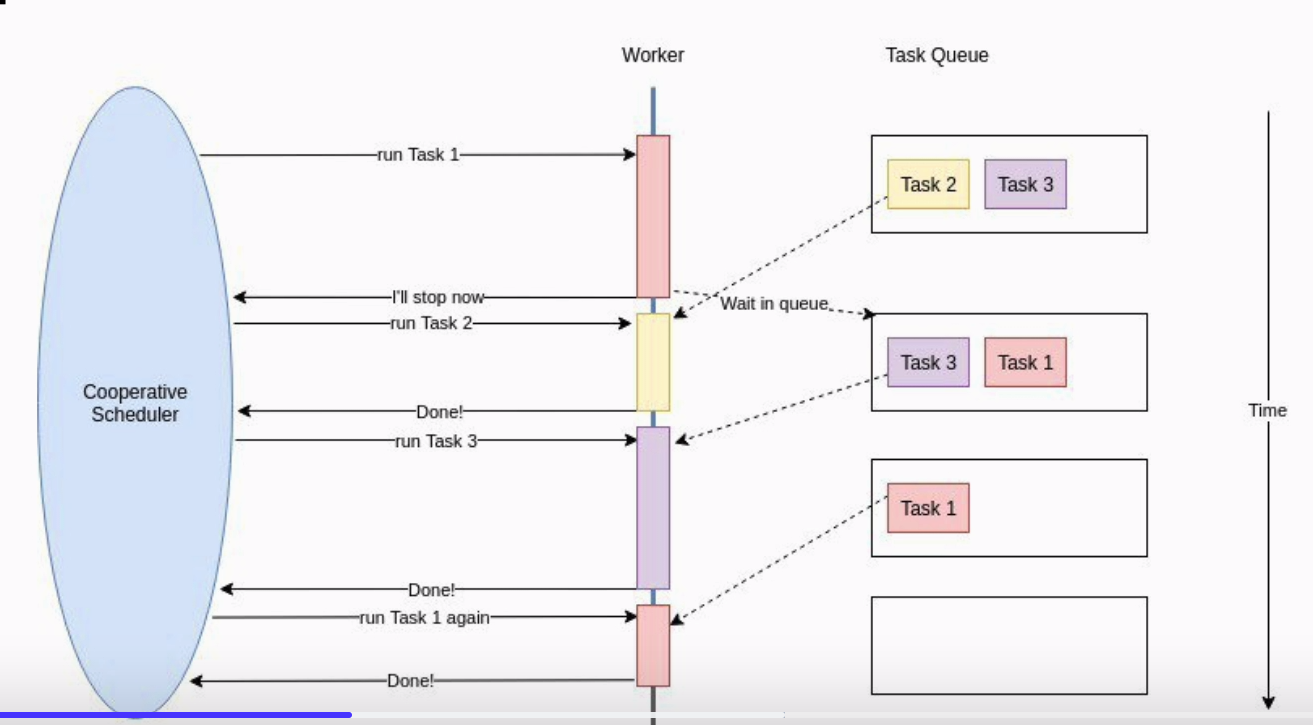 Worker
Task Queue
run Task 1
Task 2
Task 3
I'll stop now
Wait in queue
run Task 2
Task 3
Task 1
Cooperative
Scheduler
Done!
Time
run Task 3
Task 1
Done!
run Task 1 again
Done!